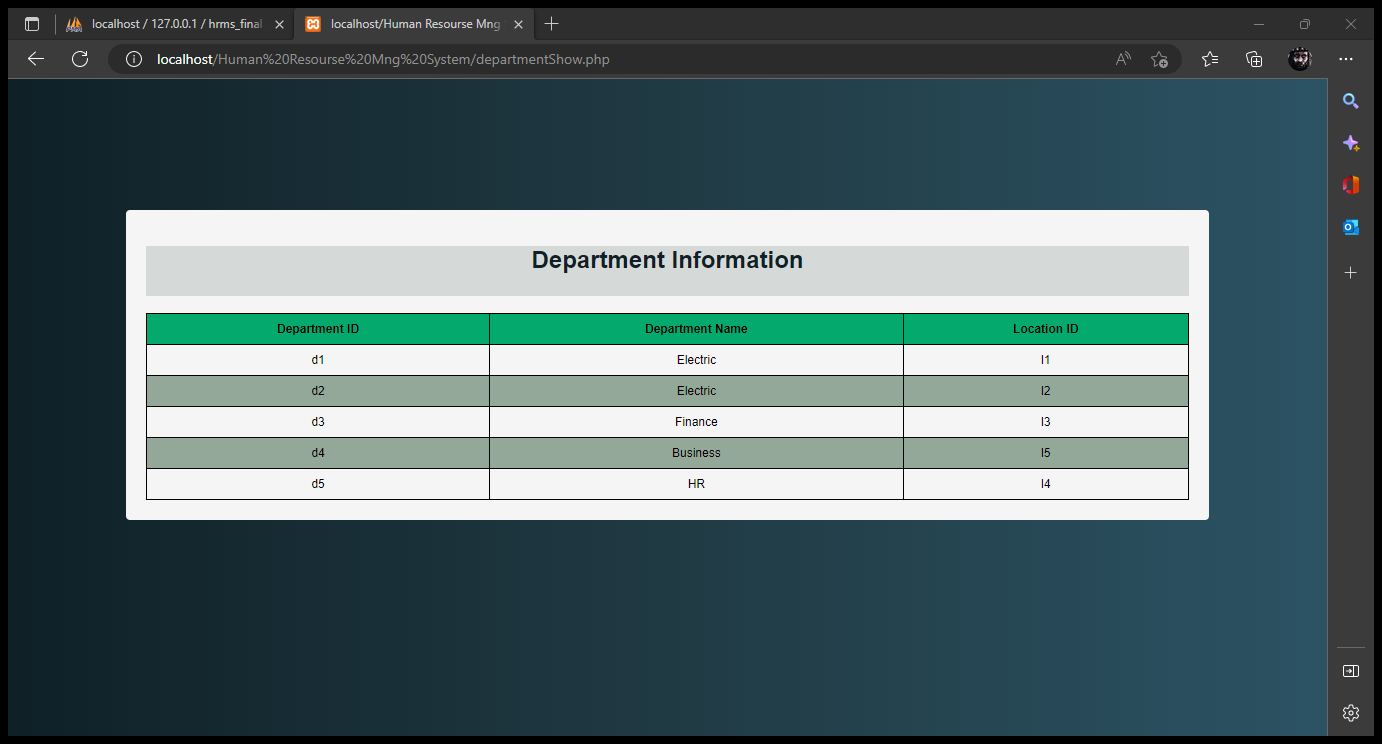 localhost / 127.0.0.1 / hrms_final
localhost/Human Resourse Mng
localhost/Human%20Resourse%20Mng%20System/departmentShow.php
Department Information
Department ID Department Name Location ID
d1 Electric l1
d2 Electric l2
d3 Finance l3
d4 Business l5
d5 HR l4